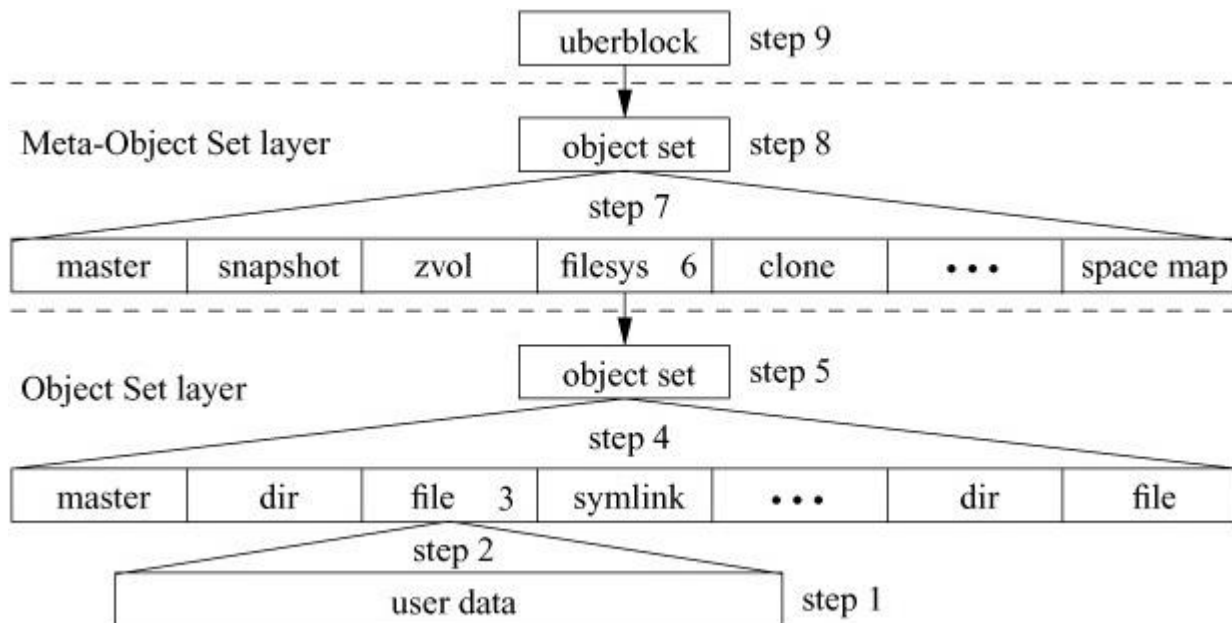 uberblock step 9
Meta-Object Set layer
object set step 8
step 7
master snapshot zvol filesys 6 clone • • • space map
object set step 5
Object Set layer
step 4
master dir file 3 symlink • • • dir file
step 2
user data step 1